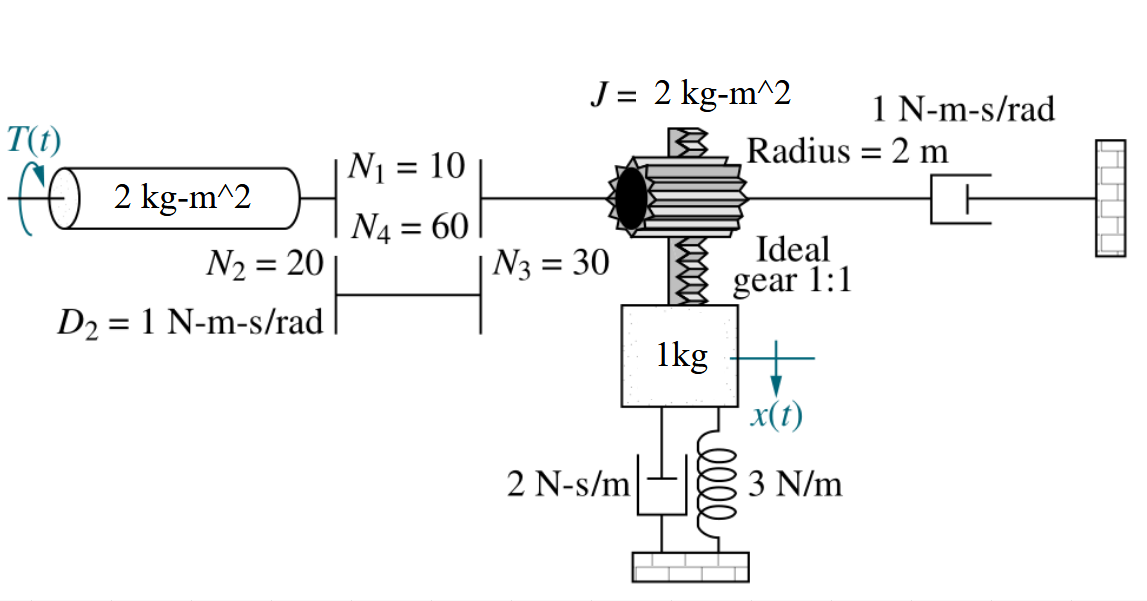 J = 2 kg-m^2
1 N-m-s/rad
T(t)
Radius = 2 m
2 kg-m^2
N1 = 10
N4 = 60
N2 = 20
N3 = 30
Ideal
gear 1:1
D2 = 1 N-m-s/rad
1kg
x(t)
2 N-s/m
3 N/m